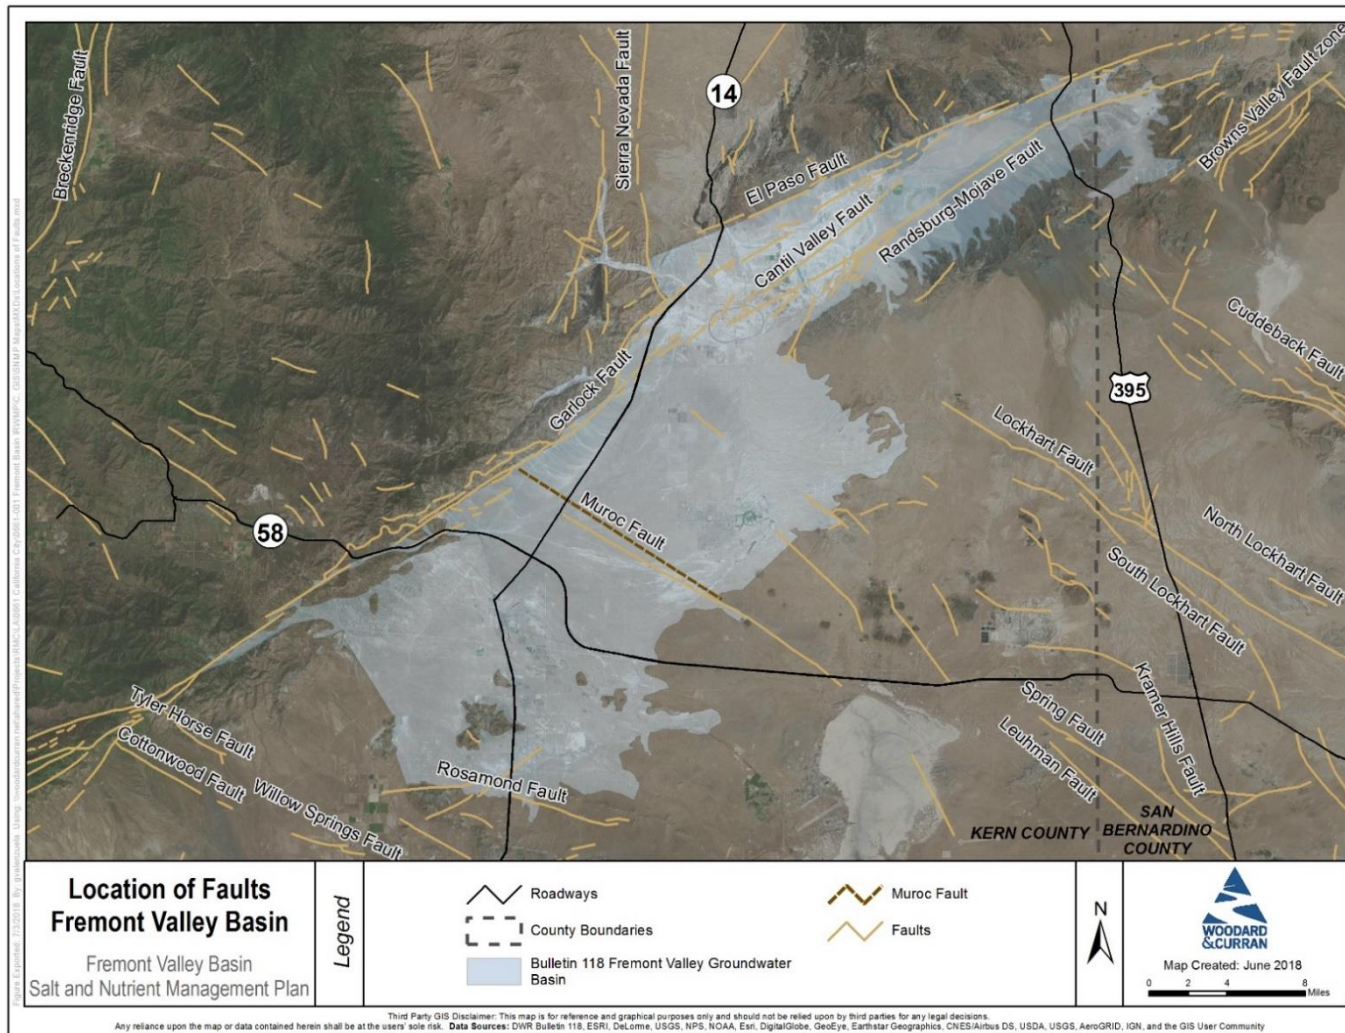 Breckenridge Fault
Sierra Nevada Fault
14
El Paso Fault
Cantil Valley Fault
Randsburg-Mojave Fault
Browns Valley Fault zone
Cuddeback Fault
395
Garlock Fault
Lockhart Fault
North Lockhart Fault
South Lockhart Fault
58
Muroc Fault
Tyler Horse Fault
Cottonwood Fault
Willow Springs Fault
Rosamond Fault
Spring Fault
Leuhman Fault
Kramer Hills Fault
KERN COUNTY
SAN
BERNARDINO
COUNTY
Location of Faults
Fremont Valley Basin
Fremont Valley Basin
Salt and Nutrient Management Plan
Legend
Roadways
County Boundaries
Bulletin 118 Fremont Valley Groundwater
Basin
Muroc Fault
Faults
N
WOODARD
&CURRAN
Map Created: June 2018
0 2 4 8
Miles
Third Party GIS Disclaimer: This map is for reference and graphical purposes only and should not be relied upon by third parties for any legal decisions.
Any reliance upon the map or data contained herein shall be at the users' sole risk. Data Sources: DWR Bulletin 118, ESRI, DeLorme, USGS, NPS, NOAA, Esri, DigitalGlobe, GeoEye, Earthstar Geographics, CNES/Airbus DS, USDA, USGS, AeroGRID, IGN, and the GIS User Community